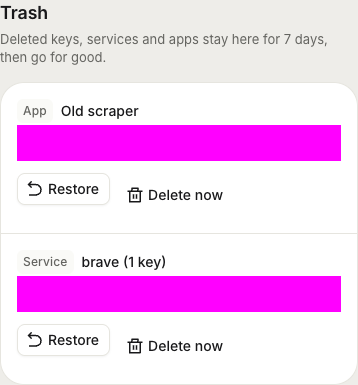 Trash
Deleted keys, services and apps stay here for 7 days,
then go for good.
App Old scraper
Restore Delete now
Service brave (1 key)
Restore Delete now